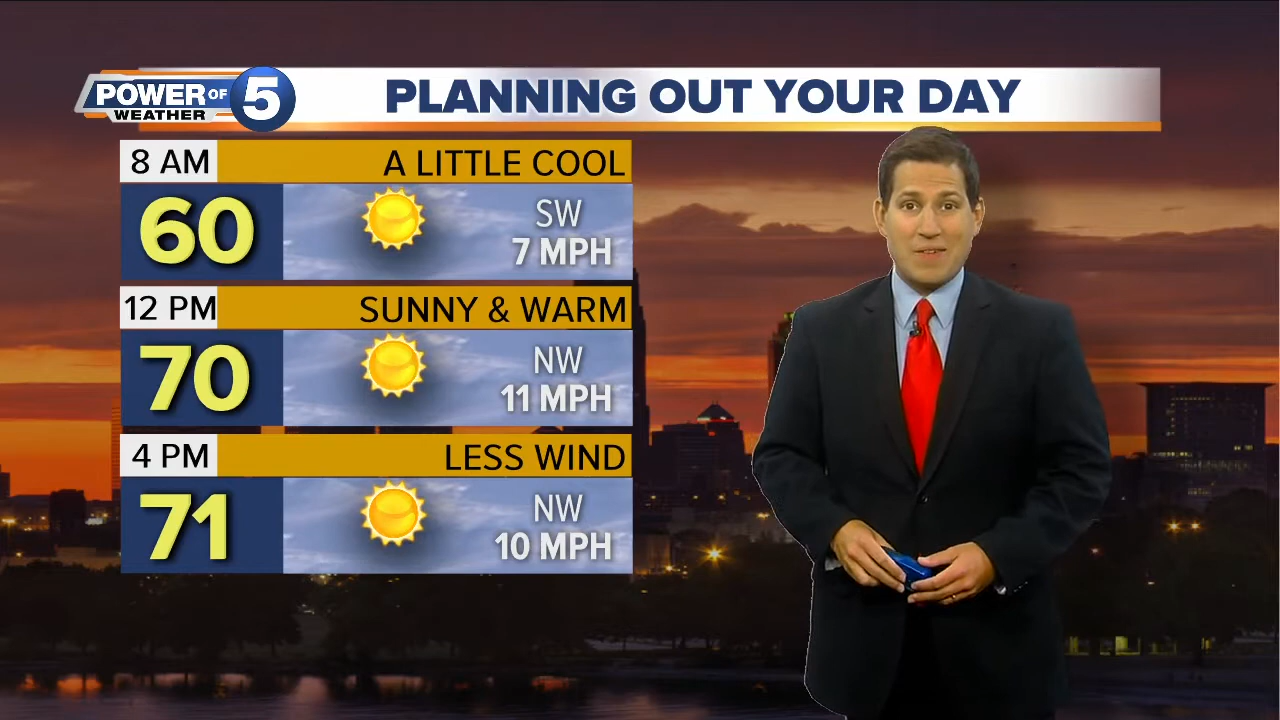 POWER OF 5
WEATHER
PLANNING OUT YOUR DAY
8 AM
A LITTLE COOL
60
SW
7 MPH
12 PM
SUNNY & WARM
70
NW
11 MPH
4 PM
LESS WIND
71
NW
10 MPH